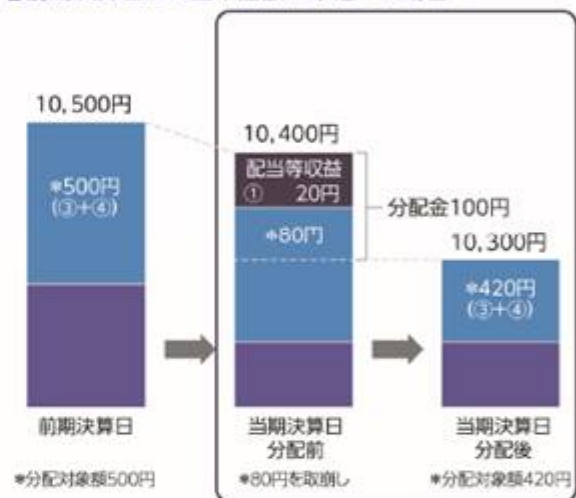 10,500円
*500円
(③+④)
前期決算日
*分配対象額500円
10,400円
配当等収益
① 20円
*80円
分配金100円
当期決算日
分配前
*80円を取崩し
10,300円
*420円
(③+④)
当期決算日
分配後
*分配対象額420円